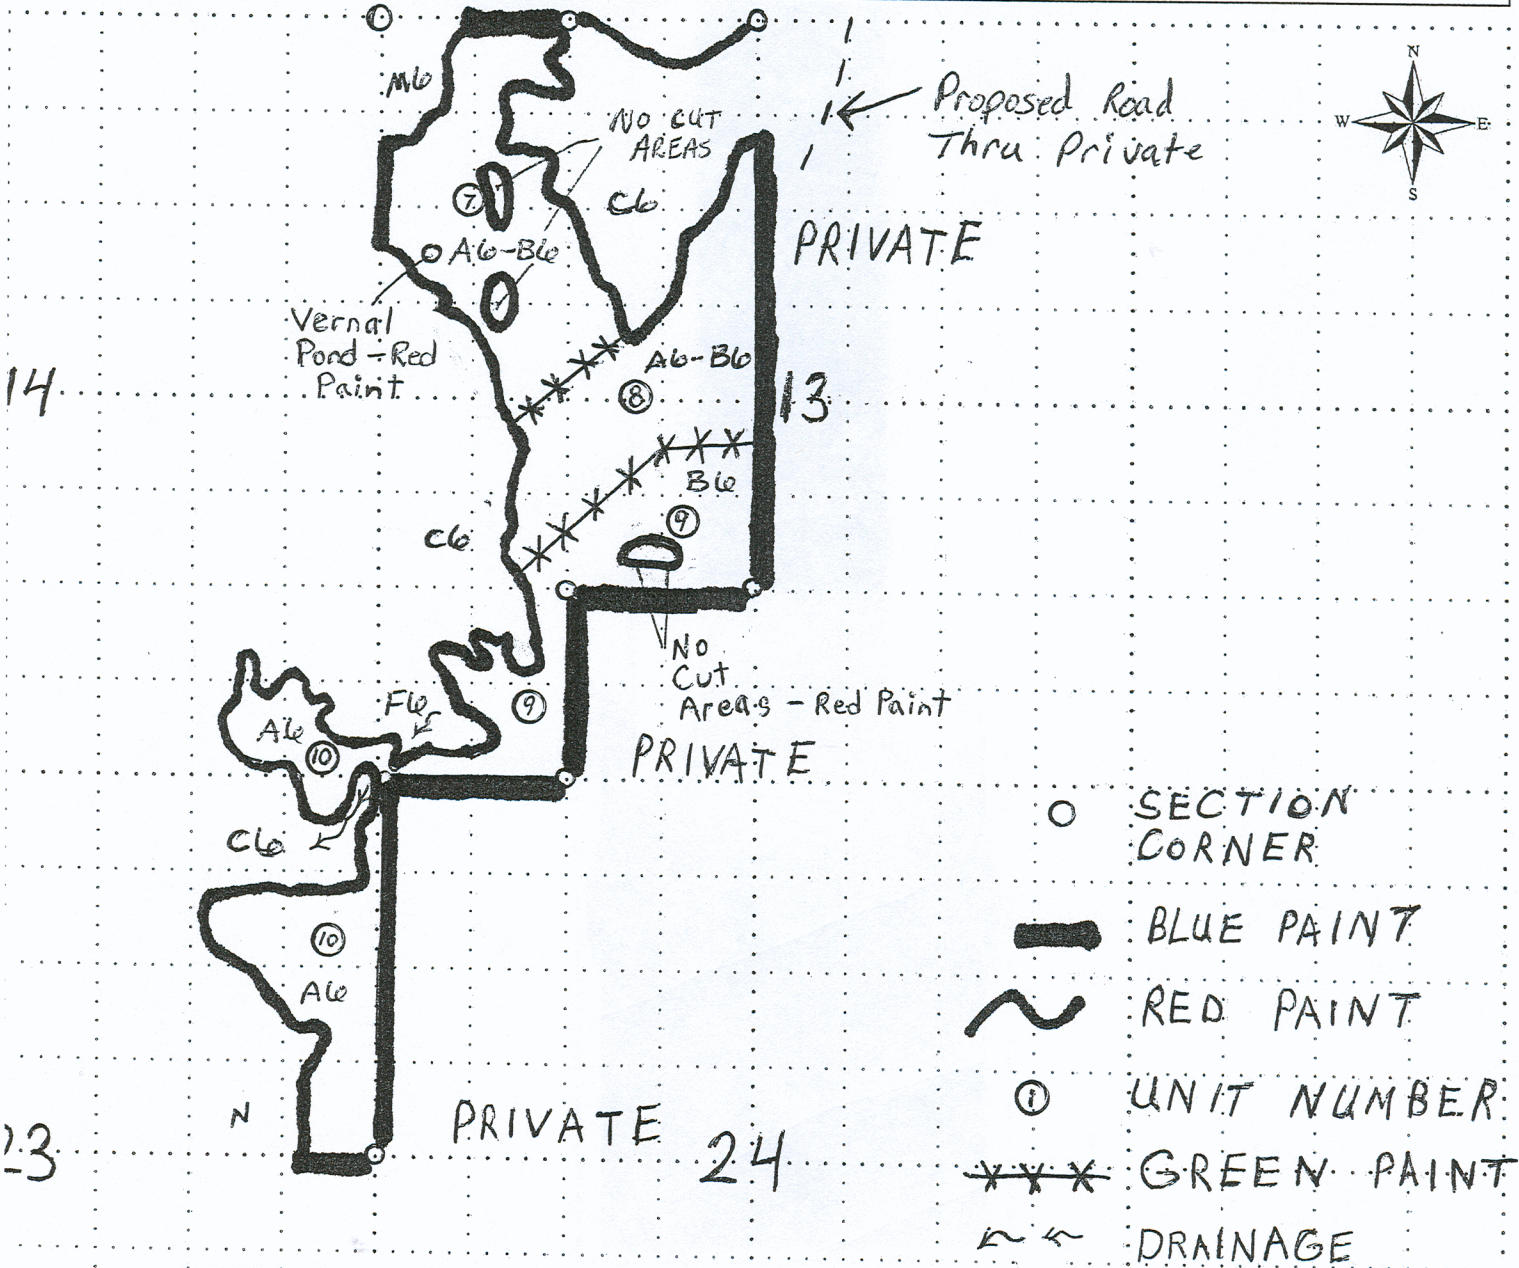 N
W E
S
M6
NO CUT
AREAS
Proposed Road
Thru Private
7
C6
A6-B6
PRIVATE
Vernal
Pond - Red
Paint
A6-B6
14
8
13
B6
9
C6
No
Cut
Areas - Red Paint
F6
9
A6
10
PRIVATE
C6
SECTION
CORNER
10
BLUE PAINT
A6
RED PAINT
1 UNIT NUMBER
N
PRIVATE
23
24
GREEN PAINT
DRAINAGE